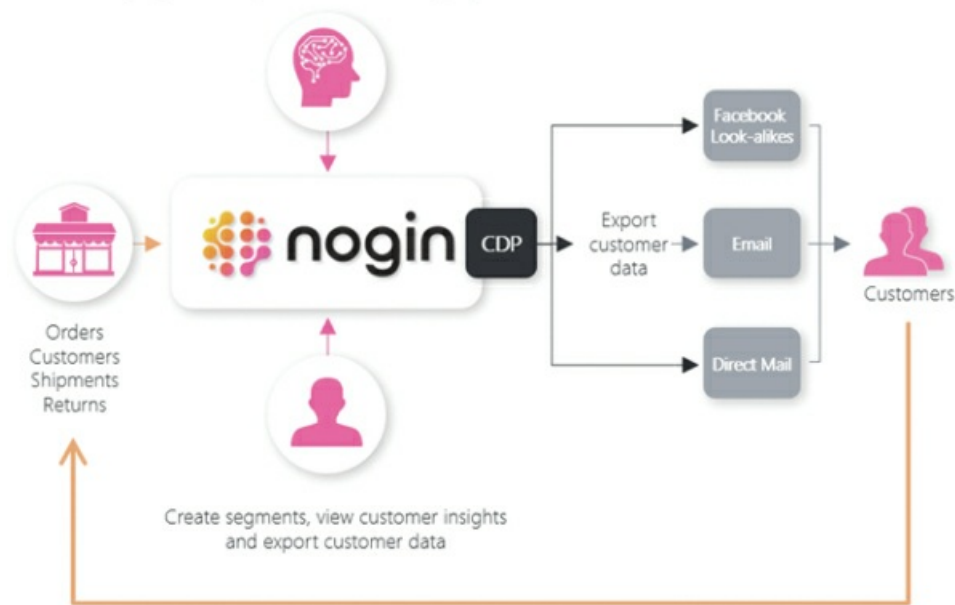 Facebook
Look-alikes
nogin
CDP
Export
customer
data
Email
Customers
Orders
Customers
Shipments
Returns
Direct Mail
Create segments, view customer insights
and export customer data